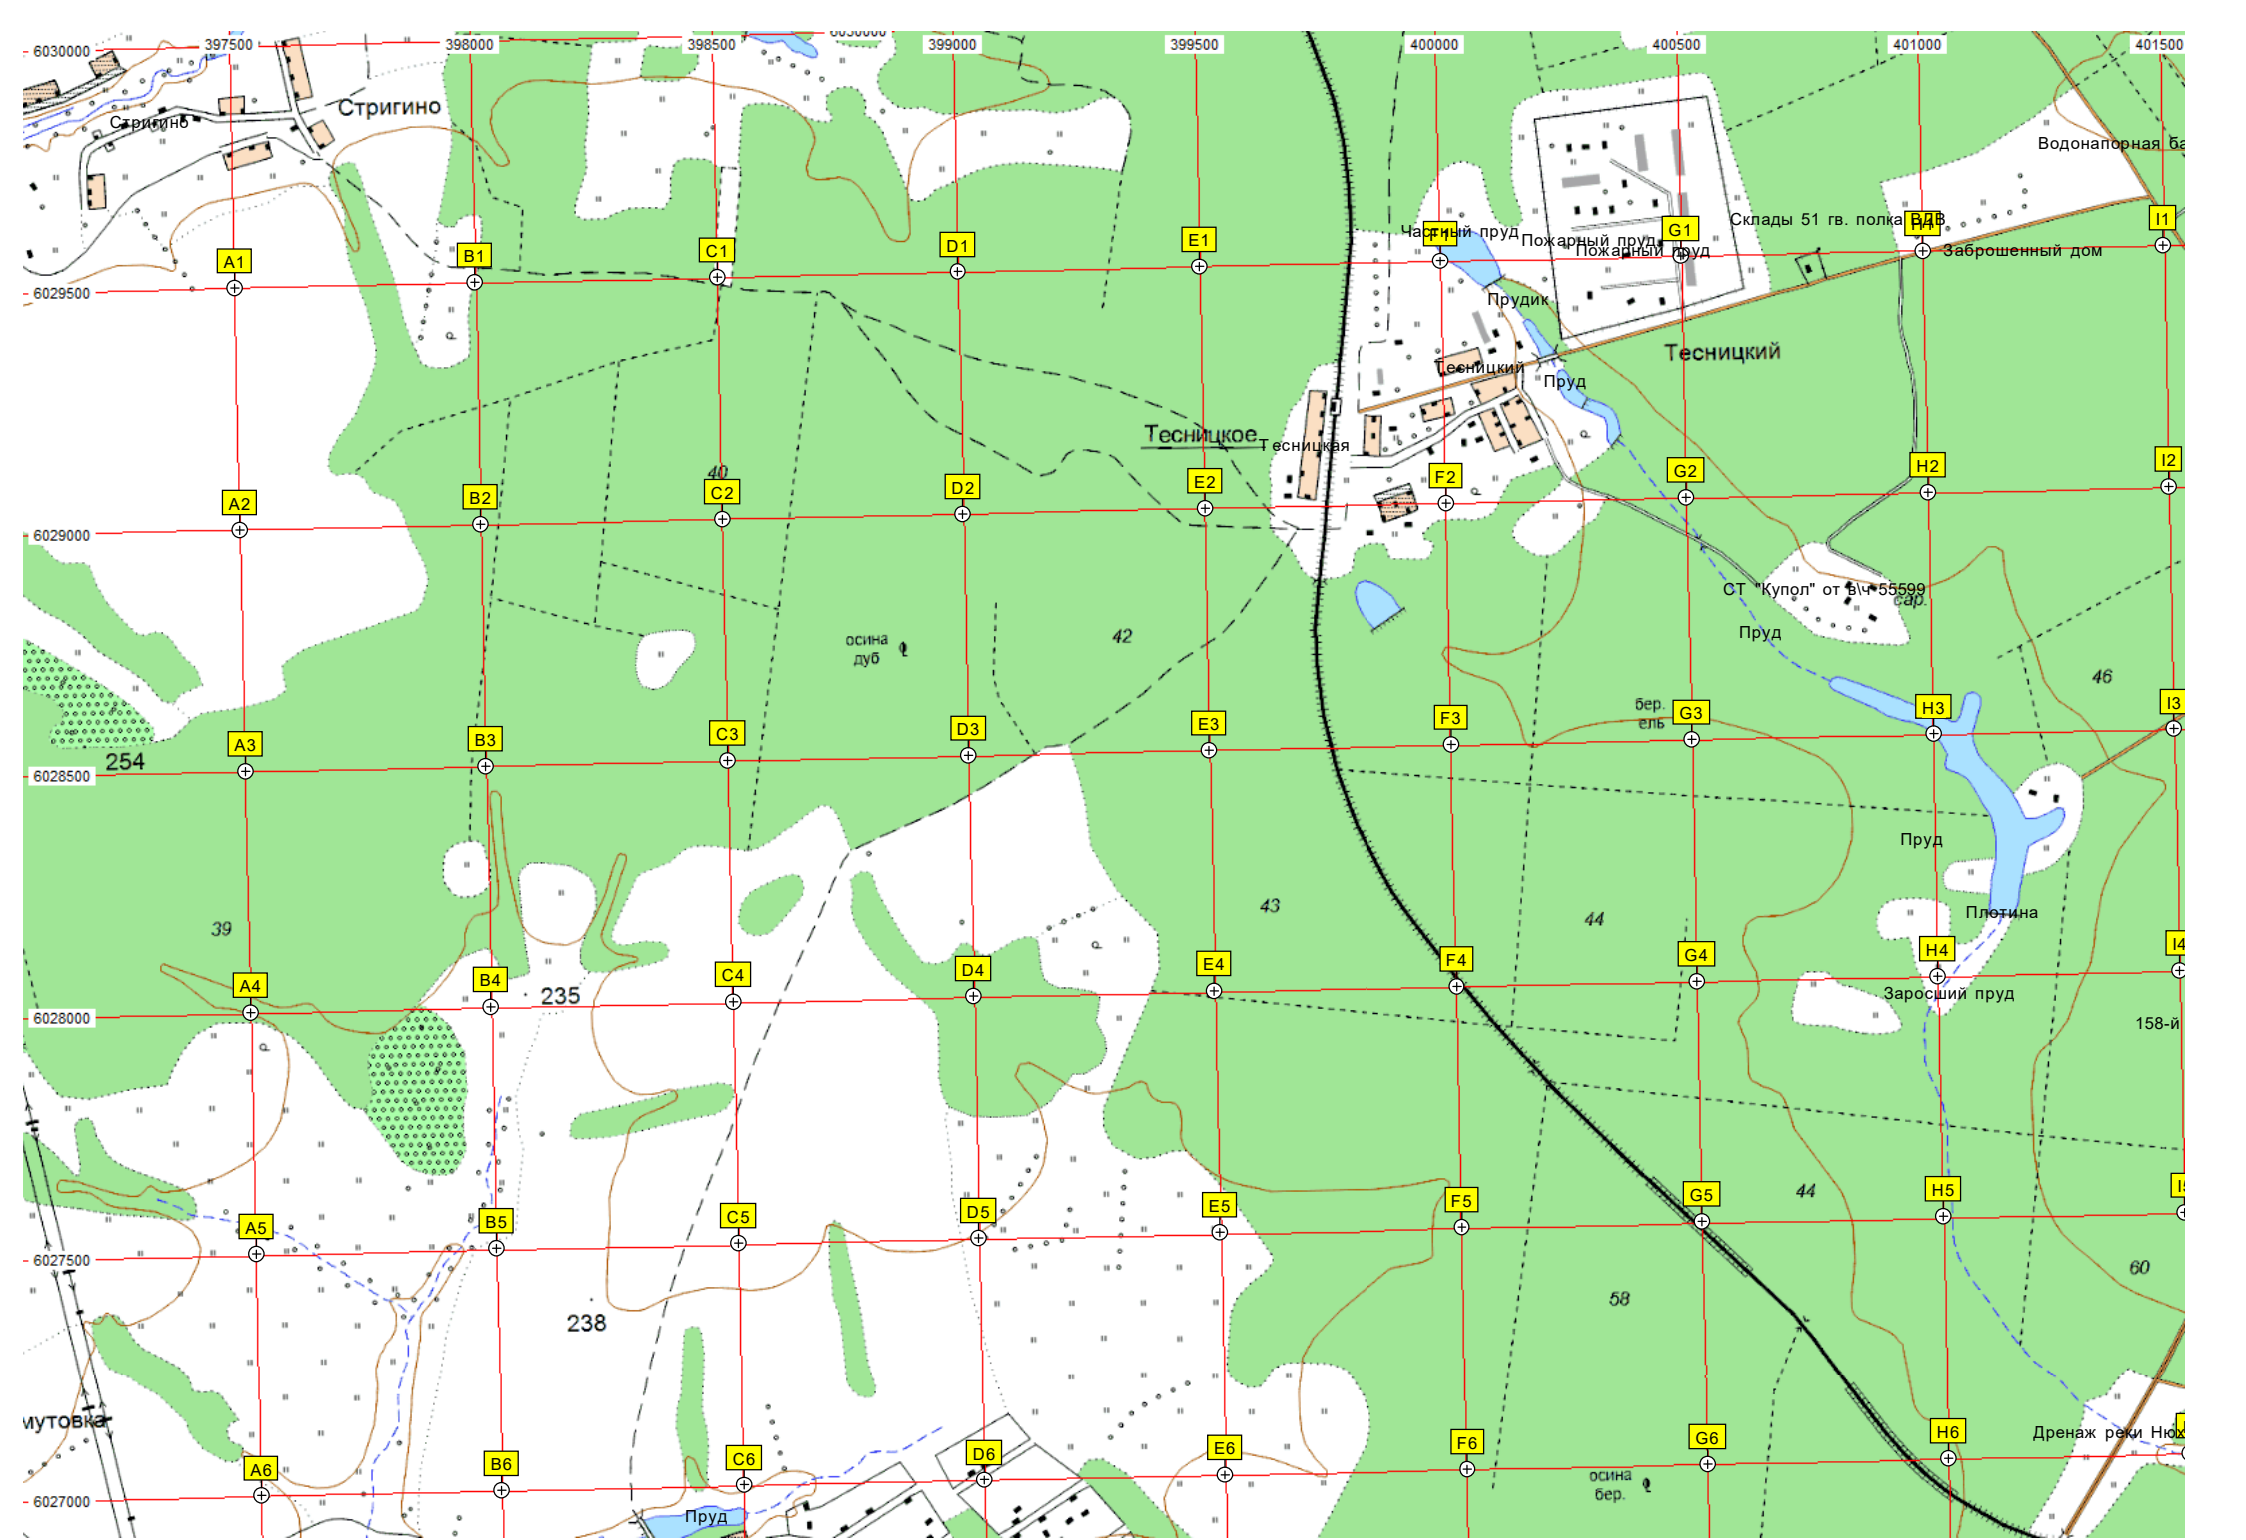 6030000
397500
398000
398500
6030000
399000
399500
400000
400500
401000
401500
Стригино
Стригино
Водонапорная ба
Склады 51 гв. полка ВДВ
Частный пруд
Пожарный пруд
Пожарный пруд
Заброшенный дом
A1
B1
C1
D1
E1
F1
G1
H1
I1
6029500
Прудик
Тесницкий
Тесницкий
Пруд
Тесницкое
Тесницкая
40
A2
B2
C2
D2
E2
F2
G2
H2
I2
6029000
СТ "Купол" от в\ч 55599
сар.
Пруд
осина
дуб
42
46
бер.
ель
A3
B3
C3
D3
E3
F3
G3
H3
I3
254
6028500
Пруд
39
43
44
Плотина
A4
B4
C4
D4
E4
F4
G4
H4
I4
235
Заросший пруд
6028000
158-й
44
A5
B5
C5
D5
E5
F5
G5
H5
6027500
60
58
238
мутовка
Дренаж реки Нюх
A6
B6
C6
D6
E6
F6
G6
H6
осина
бер.
6027000
Пруд